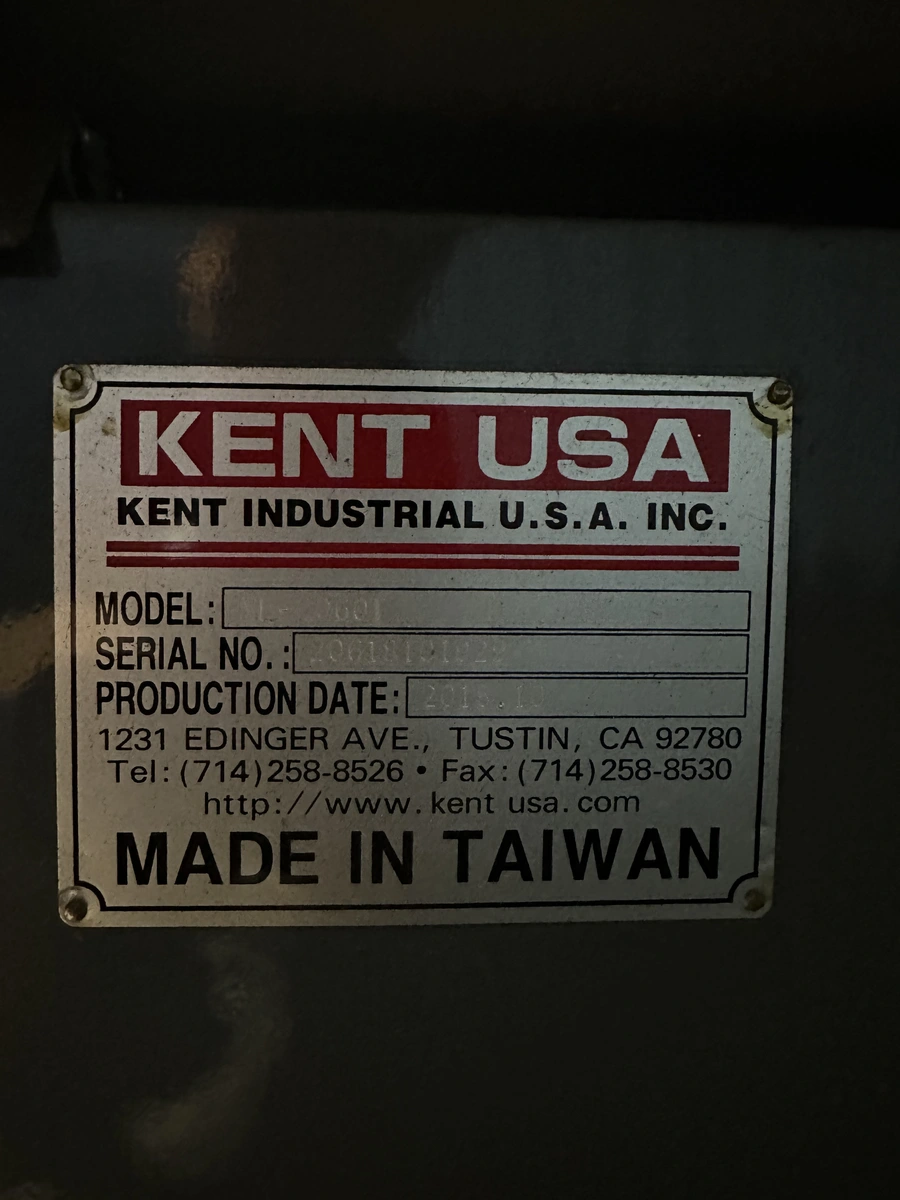 KENT USA
KENT INDUSTRIAL U.S.A. INC.
MODEL:
SERIAL NO.:
PRODUCTION DATE:
1231 EDINGER AVE., TUSTIN, CA 92780
Tel:(714)258-8526 • Fax:(714)258-8530
http://www.kent usa.com
MADE IN TAIWAN